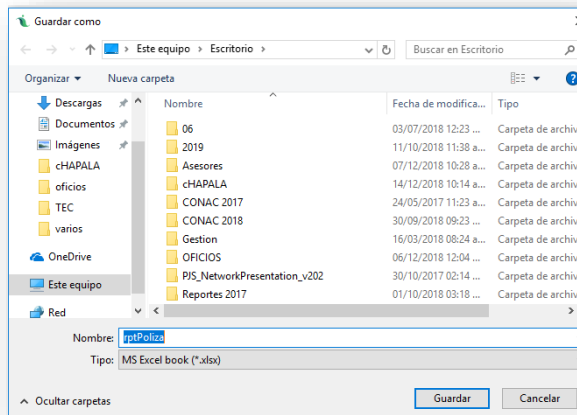 Guardar como
Este equipo > Escritorio >
Buscar en Escritorio
Organizar
Nueva carpeta
?
Descargas
Documentos
Imágenes
cHAPALA
oficios
TEC
varios
OneDrive
Este equipo
Red
Nombre Fecha de modifica... Tipo
06 03/07/2018 12:23 ... Carpeta de archiv
2019 11/10/2018 11:38 a... Carpeta de archiv
Asesores 07/12/2018 10:28 a... Carpeta de archiv
cHAPALA 14/12/2018 10:14 a... Carpeta de archiv
CONAC 2017 24/05/2017 11:23 a... Carpeta de archiv
CONAC 2018 30/09/2018 09:23 ... Carpeta de archiv
Gestion 16/03/2018 08:24 a... Carpeta de archiv
OFICIOS 06/12/2018 12:04 ... Carpeta de archiv
PJS_NetworkPresentation_v202 30/10/2017 02:14 ... Carpeta de archiv
Reportes 2017 01/10/2018 03:18 ... Carpeta de archiv
Nombre: rptPoliza
Tipo: MS Excel book (*.xlsx)
Ocultar carpetas
Guardar
Cancelar